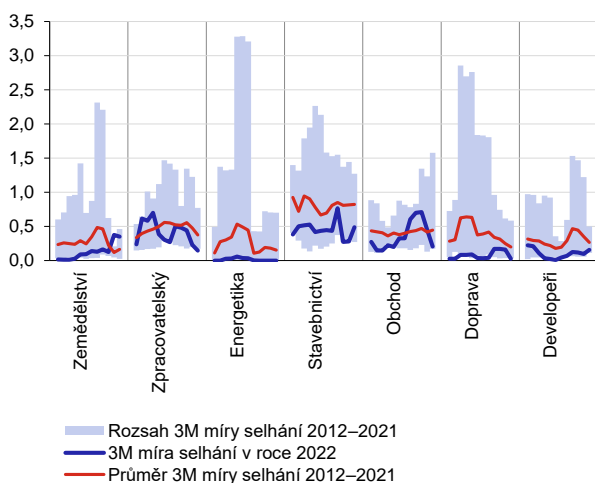 3,5
3,0
2,5
2,0
1,5
1,0
0,5
0,0
Zemědělství
Zpracovatelský
Energetika
Stavebnictví
Obchod
Doprava
Developeři
Rozsah 3M míry selhání 2012–2021
3M míra selhání v roce 2022
Průměr 3M míry selhání 2012–2021